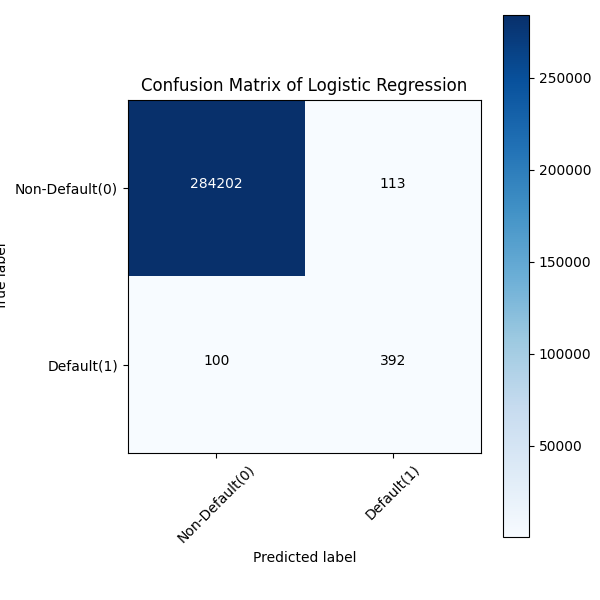 Confusion Matrix of Logistic Regression
Non-Default(0)
Default(1)
284202
113
100
392
Non-Default(0)
Default(1)
Predicted label
label
250000
200000
150000
100000
50000